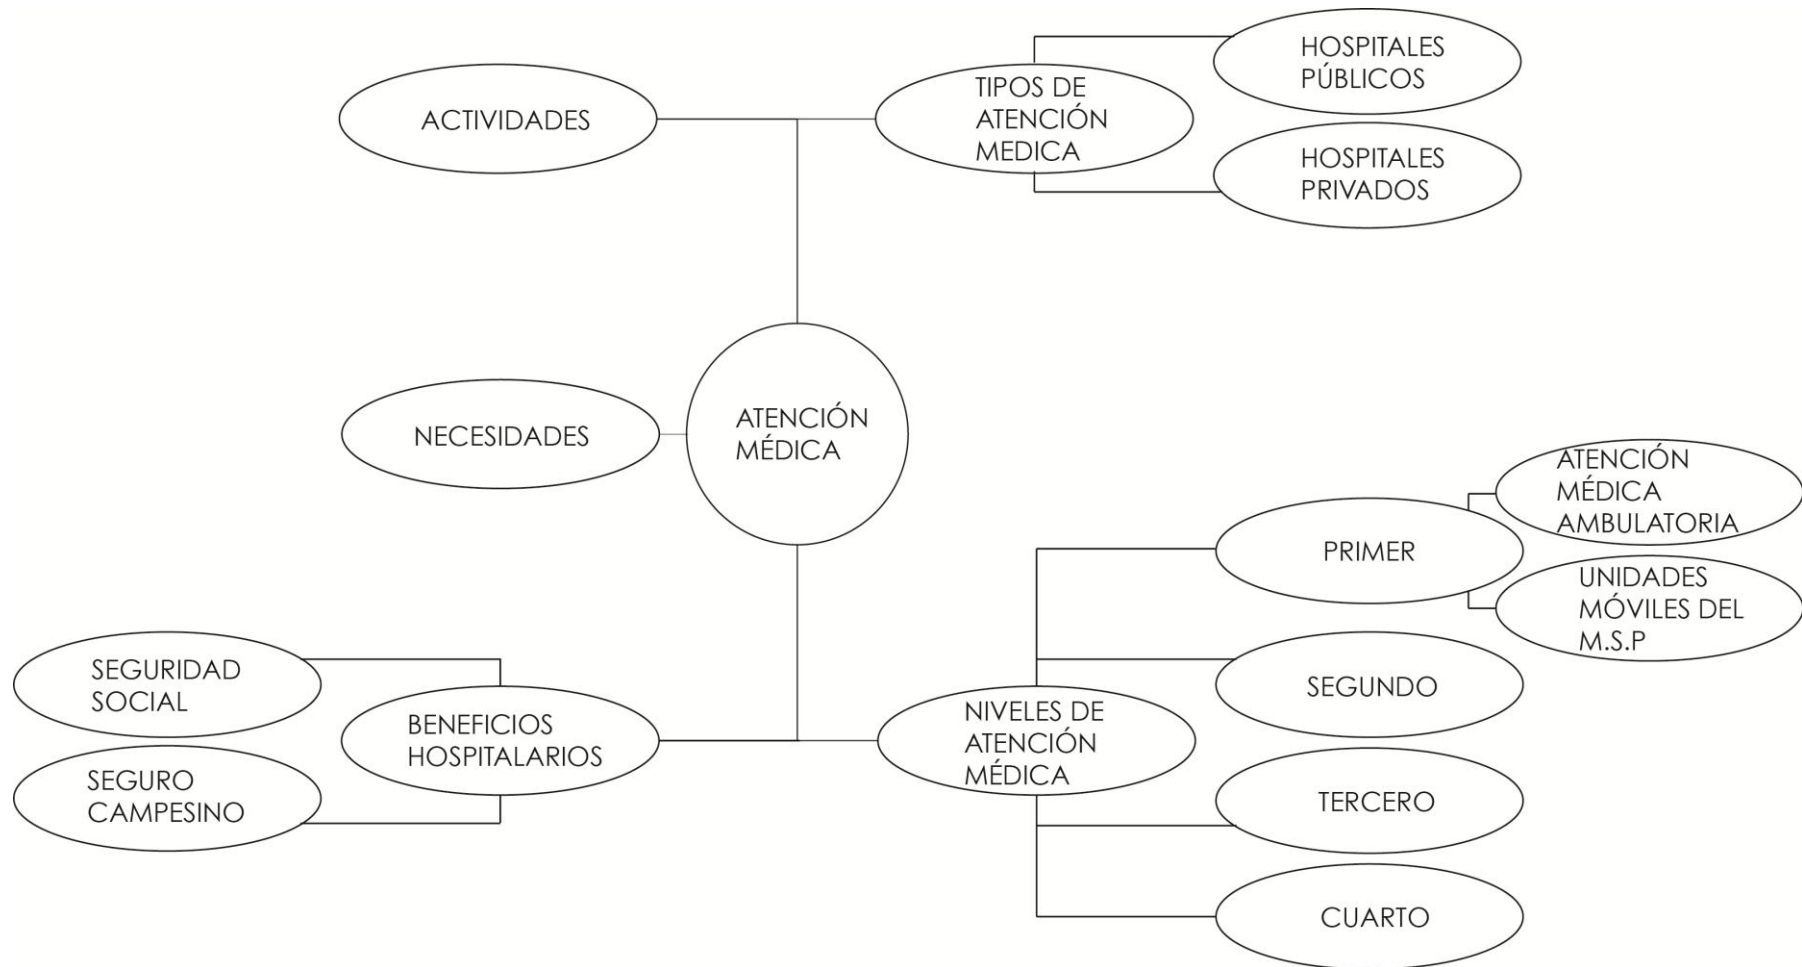 HOSPITALES
PÚBLICOS
ACTIVIDADES
TIPOS DE
ATENCIÓN
MEDICA
HOSPITALES
PRIVADOS
NECESIDADES
ATENCIÓN
MÉDICA
ATENCIÓN
MÉDICA
AMBULATORIA
PRIMER
UNIDADES
MÓVILES DEL
M.S.P
SEGURIDAD
SOCIAL
BENEFICIOS
HOSPITALARIOS
SEGURO
CAMPESINO
NIVELES DE
ATENCIÓN
MÉDICA
SEGUNDO
TERCERO
CUARTO